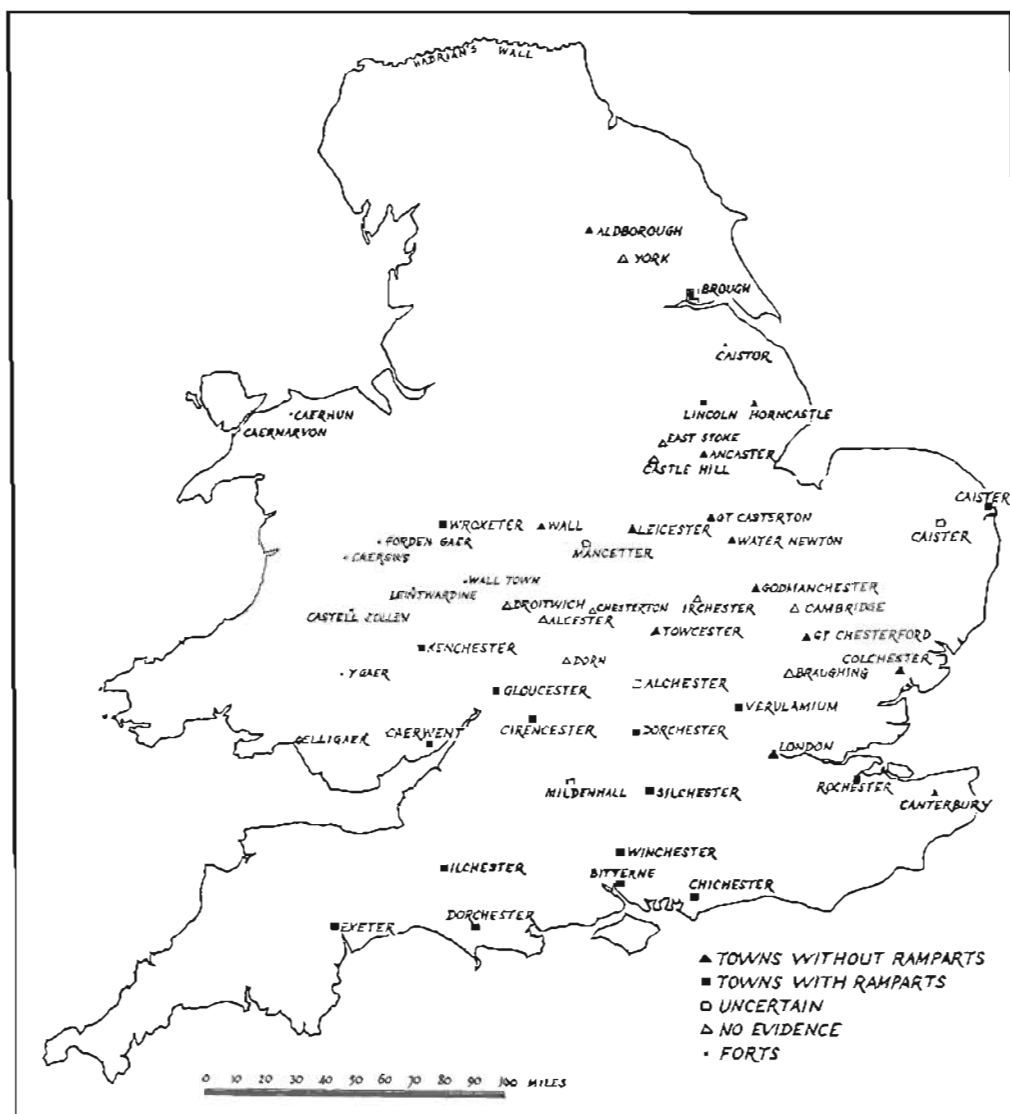 HADRIAN'S WALL
ALDBOROUGH
YORK
BROUGH
CAISTOR
LINCOLN
HORNCASTLE
CAERHUN
CAERNARVON
EAST STOKE
ANCASTER
CASTLE HILL
CAISTER
WROXETER
WALL
LEICESTER
GT CASTERTON
CAISTER
FORDEN GAER
MANCETTER
WATER NEWTON
CAERSWS
WALL TOWN
LEINTWARDINE
GODMANCHESTER
DROITWICH
CHESTERTON
IRCHESTER
CAMBRIDGE
CASTELL COLLEN
ALCESTER
TOWCESTER
GT CHESTERFORD
KENCHESTER
DORN
COLCHESTER
Y GAER
BRAUGHING
GLOUCESTER
ALCHESTER
VERULAMIUM
CIRENCESTER
DORCHESTER
GELLIGAER
CAERWENT
LONDON
MILDENHALL
SILCHESTER
ROCHESTER
CANTERBURY
WINCHESTER
ILCHESTER
BITTERNE
CHICHESTER
EXETER
DORCHESTER
TOWNS WITHOUT RAMPARTS
TOWNS WITH RAMPARTS
UNCERTAIN
NO EVIDENCE
FORTS
0 10 20 30 40 50 60 70 80 90 100 MILES